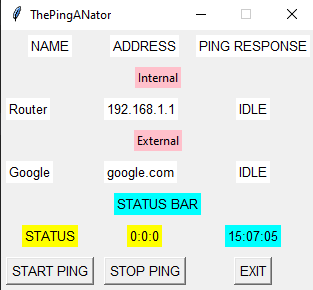 ThePingANator
NAME ADDRESS PING RESPONSE
Internal
Router 192.168.1.1 IDLE
External
Google google.com IDLE
STATUS BAR
STATUS 0:0:0 15:07:05
START PING STOP PING EXIT